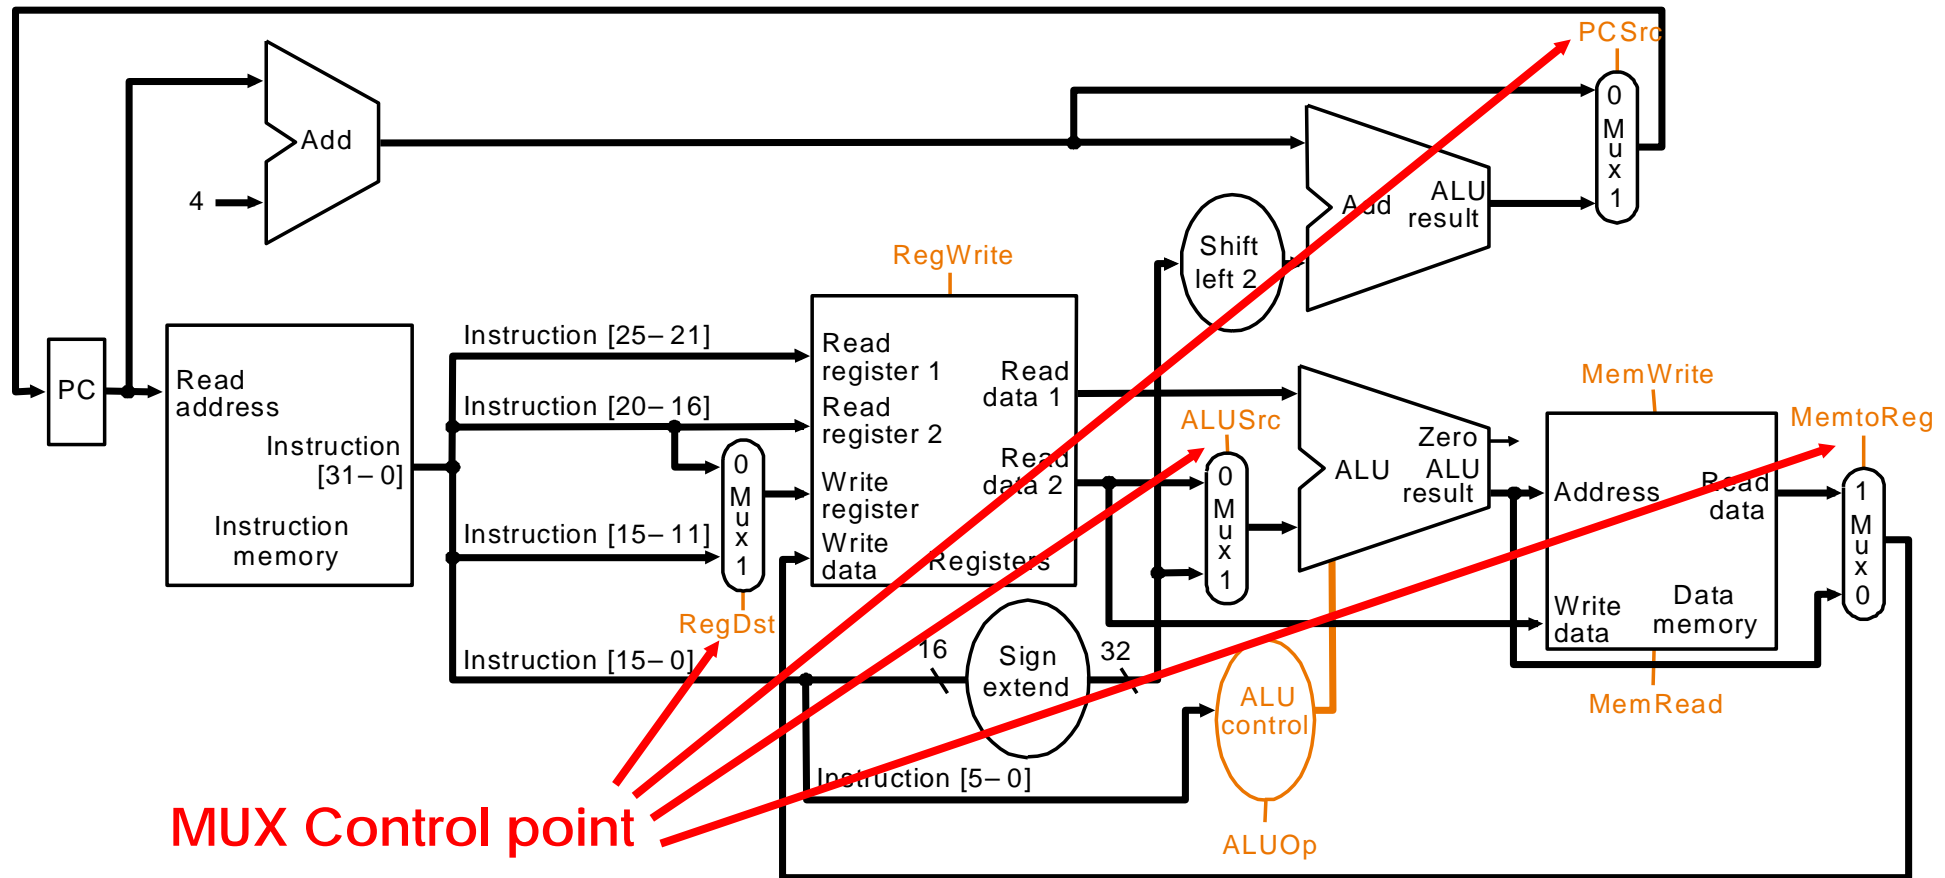 PCSrc
0
M
u
x
1
Add
4
Add
ALU
result
Shift
left 2
RegWrite
PC
Read
address
Instruction
[31–0]
Instruction
memory
Instruction [25–21]
Instruction [20–16]
Instruction [15–11]
Instruction [15–0]
0
M
u
x
1
RegDst
Read
register 1
Read
register 2
Write
register
Write
data
Read
data 1
Read
data 2
Registers
16
Sign
extend
32
ALUSrc
0
M
u
x
1
Zero
ALU
ALU
result
MemWrite
Address
Read
data
Write
data
Data
memory
MemRead
MemtoReg
1
M
u
x
0
ALU
control
ALUOp
Instruction [5–0]
MUX Control point